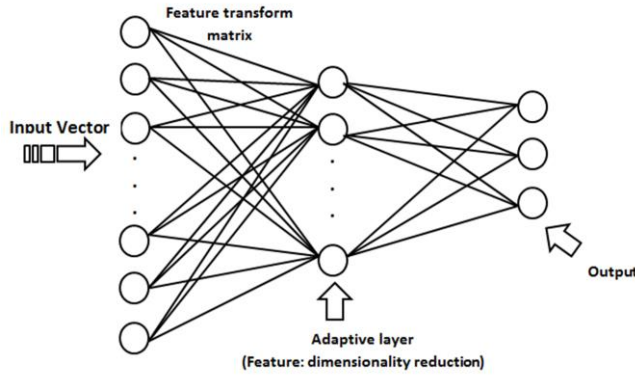 Feature transform
matrix
Input Vector
Output
Adaptive layer
(Feature: dimensionality reduction)